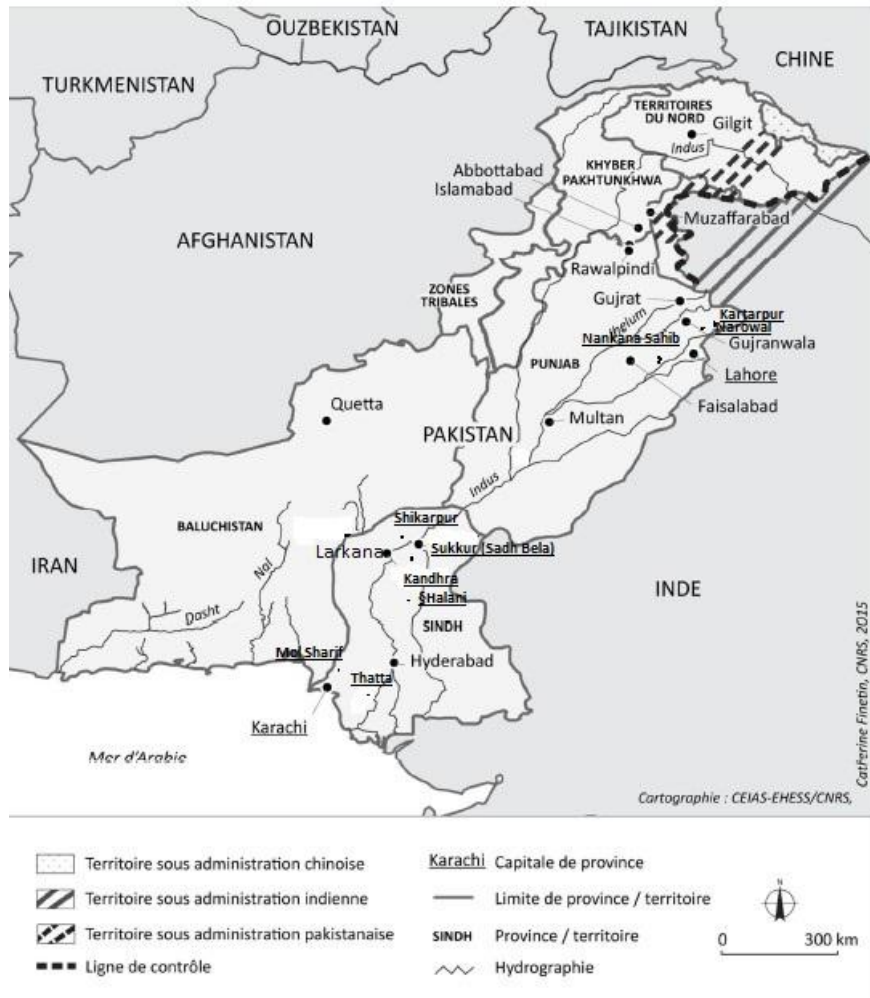 OUZBEKISTAN
TAJIKISTAN
CHINE
TURKMENISTAN
TERRITOIRES
DU NORD
Gilgit
Indus
KHYBER
PAKHTUNKHWA
Abbottabad
Islamabad
Muzaffarabad
AFGHANISTAN
Rawalpindi
ZONES
TRIBALES
Gujrat
Jhelum
Kartarpur
Narowal
Nankana Sahib
Gujranwala
PUNJAB
Lahore
Faisalabad
Quetta
Multan
PAKISTAN
Indus
BALUCHISTAN
Shikarpur
Larkana
Sukkur (Sadh Bela)
IRAN
Nal
Kandhra
INDE
Dasht
§Halani
SINDH
Mol Sharif
Hyderabad
Thatta
Karachi
Mer d'Arabie
Cartographie : CEIAS-EHESS/CNRS,
CatFerine Finetin, CNRS, 2015
Territoire sous administration chinoise
Territoire sous administration indienne
Territoire sous administration pakistanaise
Ligne de contrôle
Karachi Capitale de province
Limite de province / territoire
SINDH Province / territoire
Hydrographie
N
0 300 km